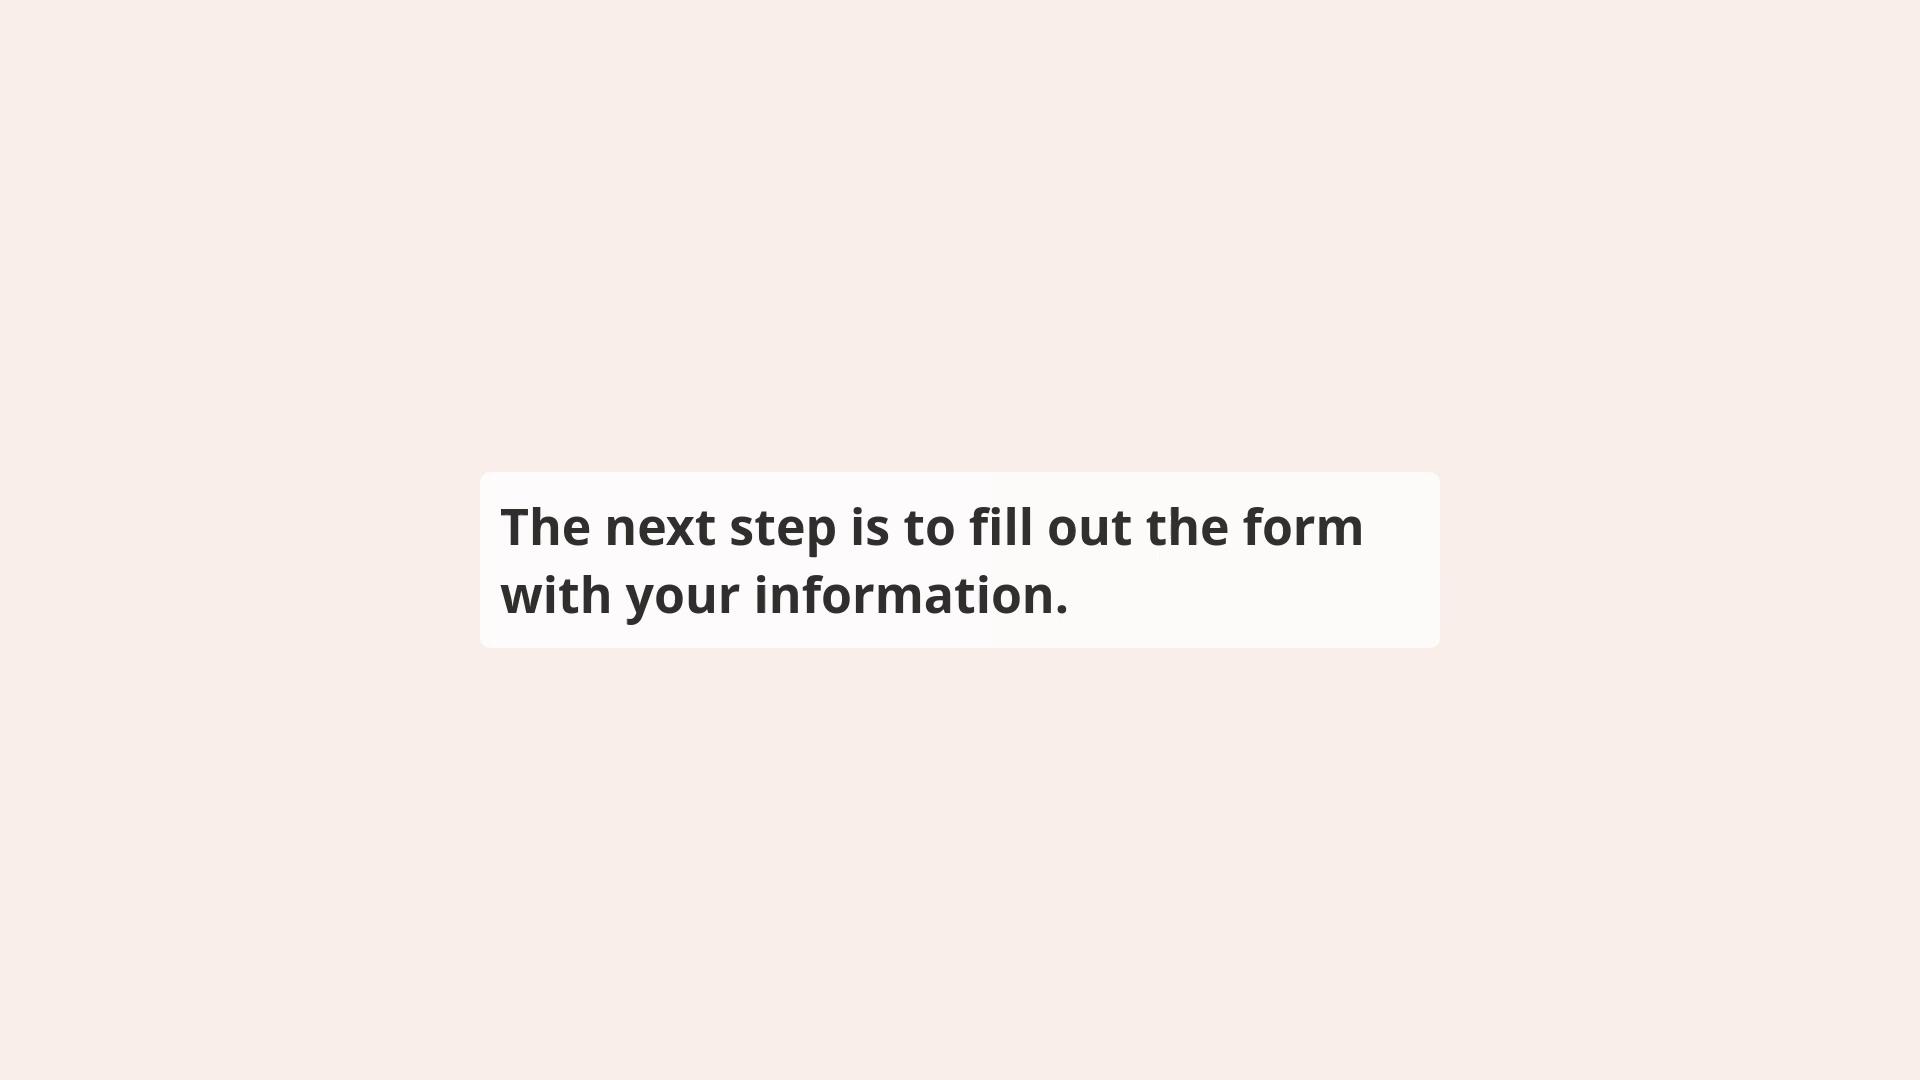 The next step is to fill out the form
with your information.